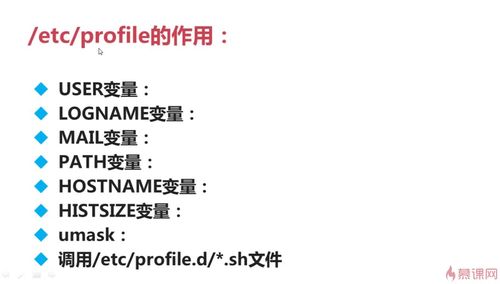 /etc/profile的作用：
USER变量：
LOGNAME变量：
MAIL变量：
PATH变量：
HOSTNAME变量：
HISTSIZE变量：
umask：
调用/etc/profile.d/*.sh文件
慕课网